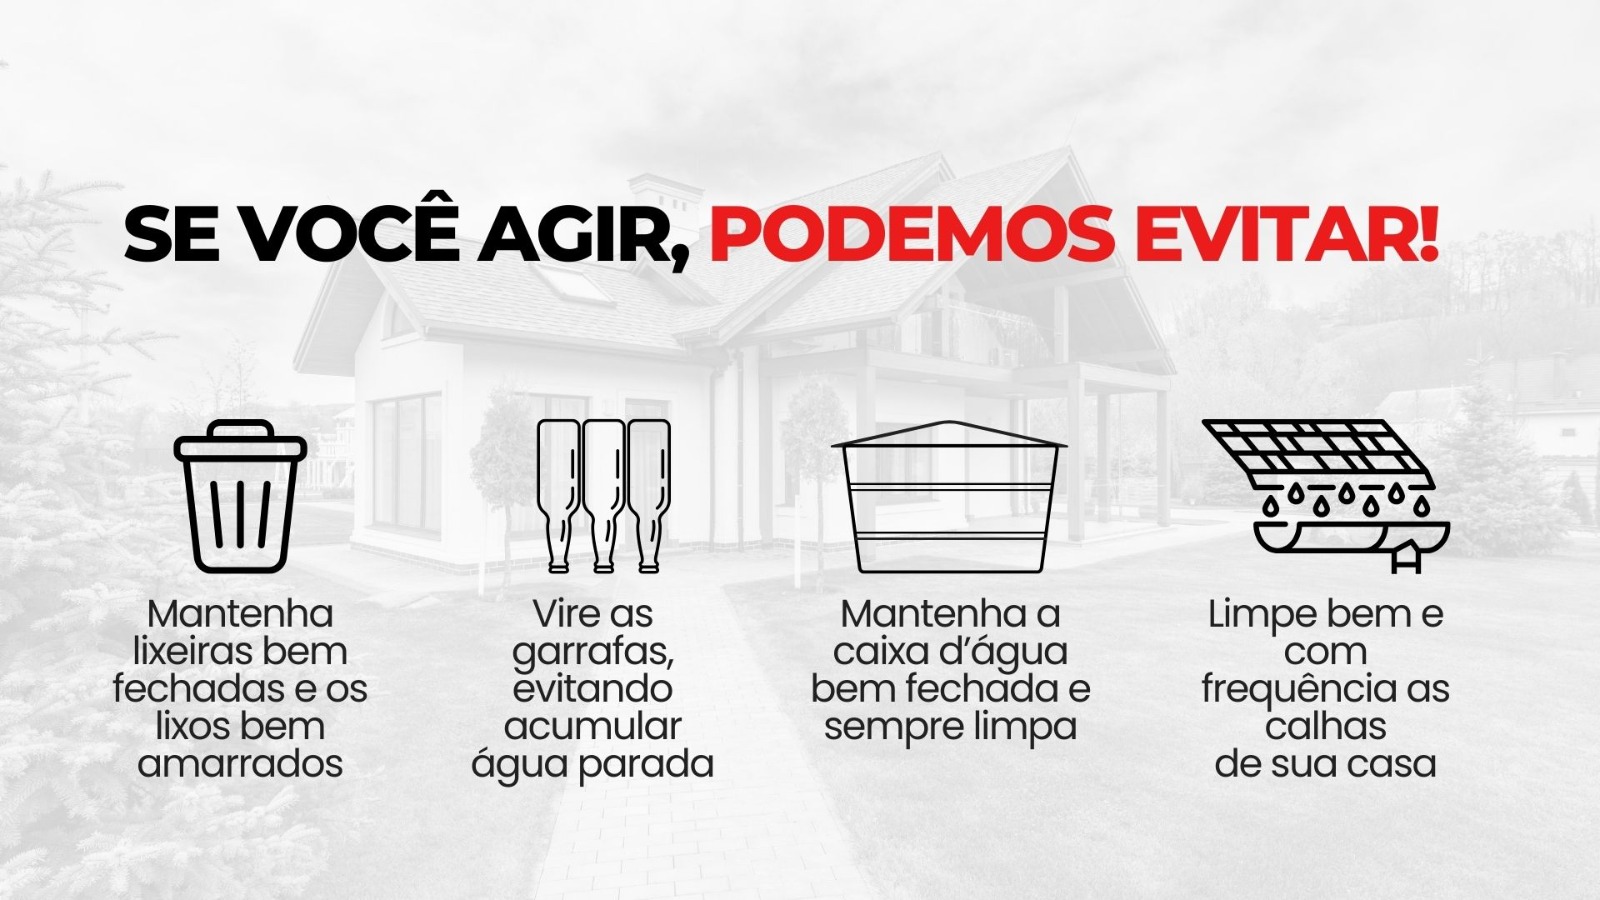 SE VOCÊ AGIR, PODEMOS EVITAR!
Mantenha
lixeiras bem
fechadas e os
lixos bem
amarrados
Vire as
garrafas,
evitando
acumular
água parada
Mantenha a
caixa d’água
bem fechada e
sempre limpa
Limpe bem e
com
frequência as
calhas
de sua casa